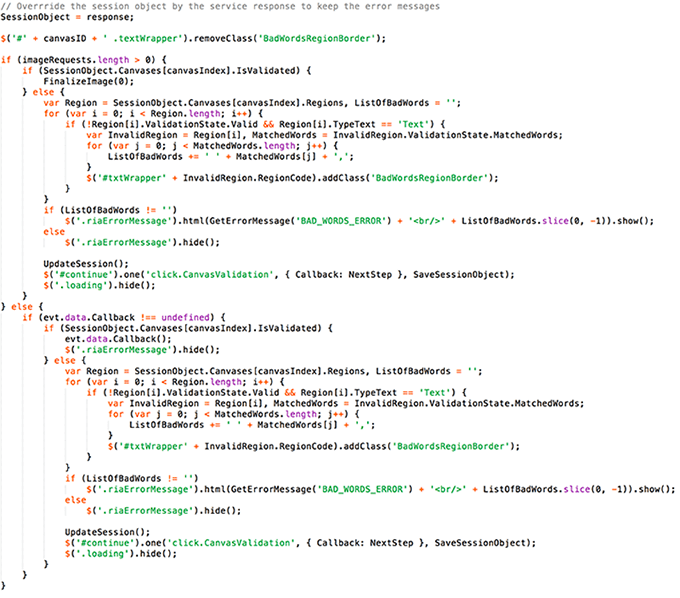 // Overrride the session object by the service response to keep the error messages
SessionObject = response;

$('#' + canvasID + ' .textWrapper').removeClass('BadWordsRegionBorder');

if (imageRequests.length > 0) {
    if (SessionObject.Canvases[canvasIndex].IsValidated) {
        FinalizeImage(0);
    } else {
        var Region = SessionObject.Canvases[canvasIndex].Regions, ListOfBadWords = '';
        for (var i = 0; i < Region.length; i++) {
            if (!Region[i].ValidationState.Valid && Region[i].TypeText == 'Text') {
                var InvalidRegion = Region[i], MatchedWords = InvalidRegion.ValidationState.MatchedWords;
                for (var j = 0; j < MatchedWords.length; j++) {
                    ListOfBadWords += ' ' + MatchedWords[j] + ',';
                }
                $('#txtWrapper' + InvalidRegion.RegionCode).addClass('BadWordsRegionBorder');
            }
        }
        if (ListOfBadWords != '')
            $('.riaErrorMessage').html(GetErrorMessage('BAD_WORDS_ERROR') + '<br/>' + ListOfBadWords.slice(0, -1)).show();
        else
            $('.riaErrorMessage').hide();

        UpdateSession();
        $('#continue').one('click.CanvasValidation', { Callback: NextStep }, SaveSessionObject);
        $('.loading').hide();
    }
} else {
    if (evt.data.Callback !== undefined) {
        if (SessionObject.Canvases[canvasIndex].IsValidated) {
            evt.data.Callback();
            $('.riaErrorMessage').hide();
        } else {
            var Region = SessionObject.Canvases[canvasIndex].Regions, ListOfBadWords = '';
            for (var i = 0; i < Region.length; i++) {
                if (!Region[i].ValidationState.Valid && Region[i].TypeText == 'Text') {
                    var InvalidRegion = Region[i], MatchedWords = InvalidRegion.ValidationState.MatchedWords;
                    for (var j = 0; j < MatchedWords.length; j++) {
                        ListOfBadWords += ' ' + MatchedWords[j] + ',';
                    }
                    $('#txtWrapper' + InvalidRegion.RegionCode).addClass('BadWordsRegionBorder');
                }
            }
            if (ListOfBadWords != '')
                $('.riaErrorMessage').html(GetErrorMessage('BAD_WORDS_ERROR') + '<br/>' + ListOfBadWords.slice(0, -1)).show();
            else
                $('.riaErrorMessage').hide();

            UpdateSession();
            $('#continue').one('click.CanvasValidation', { Callback: NextStep }, SaveSessionObject);
            $('.loading').hide();
        }
    }
}